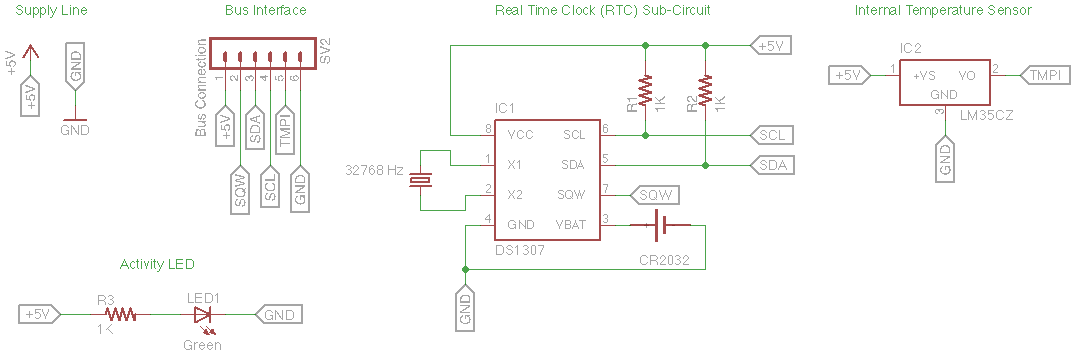 Supply Line
+5V
+5V
GND
GND
Bus Interface
Bus Connection
SV2
1
2
3
4
5
6
+5V
SQW
SDA
SCL
TMPI
GND
Real Time Clock (RTC) Sub-Circuit
+5V
R1
1K
R2
1K
IC1
8
VCC
SCL
6
SCL
32768 Hz
1
X1
SDA
5
SDA
2
X2
SQW
7
SQW
4
GND
VBAT
3
DS1307
CR2032
GND
Internal Temperature Sensor
IC2
+5V
1
+VS
VO
2
TMPI
GND
LM35CZ
3
GND
Activity LED
+5V
R3
1K
LED1
Green
GND